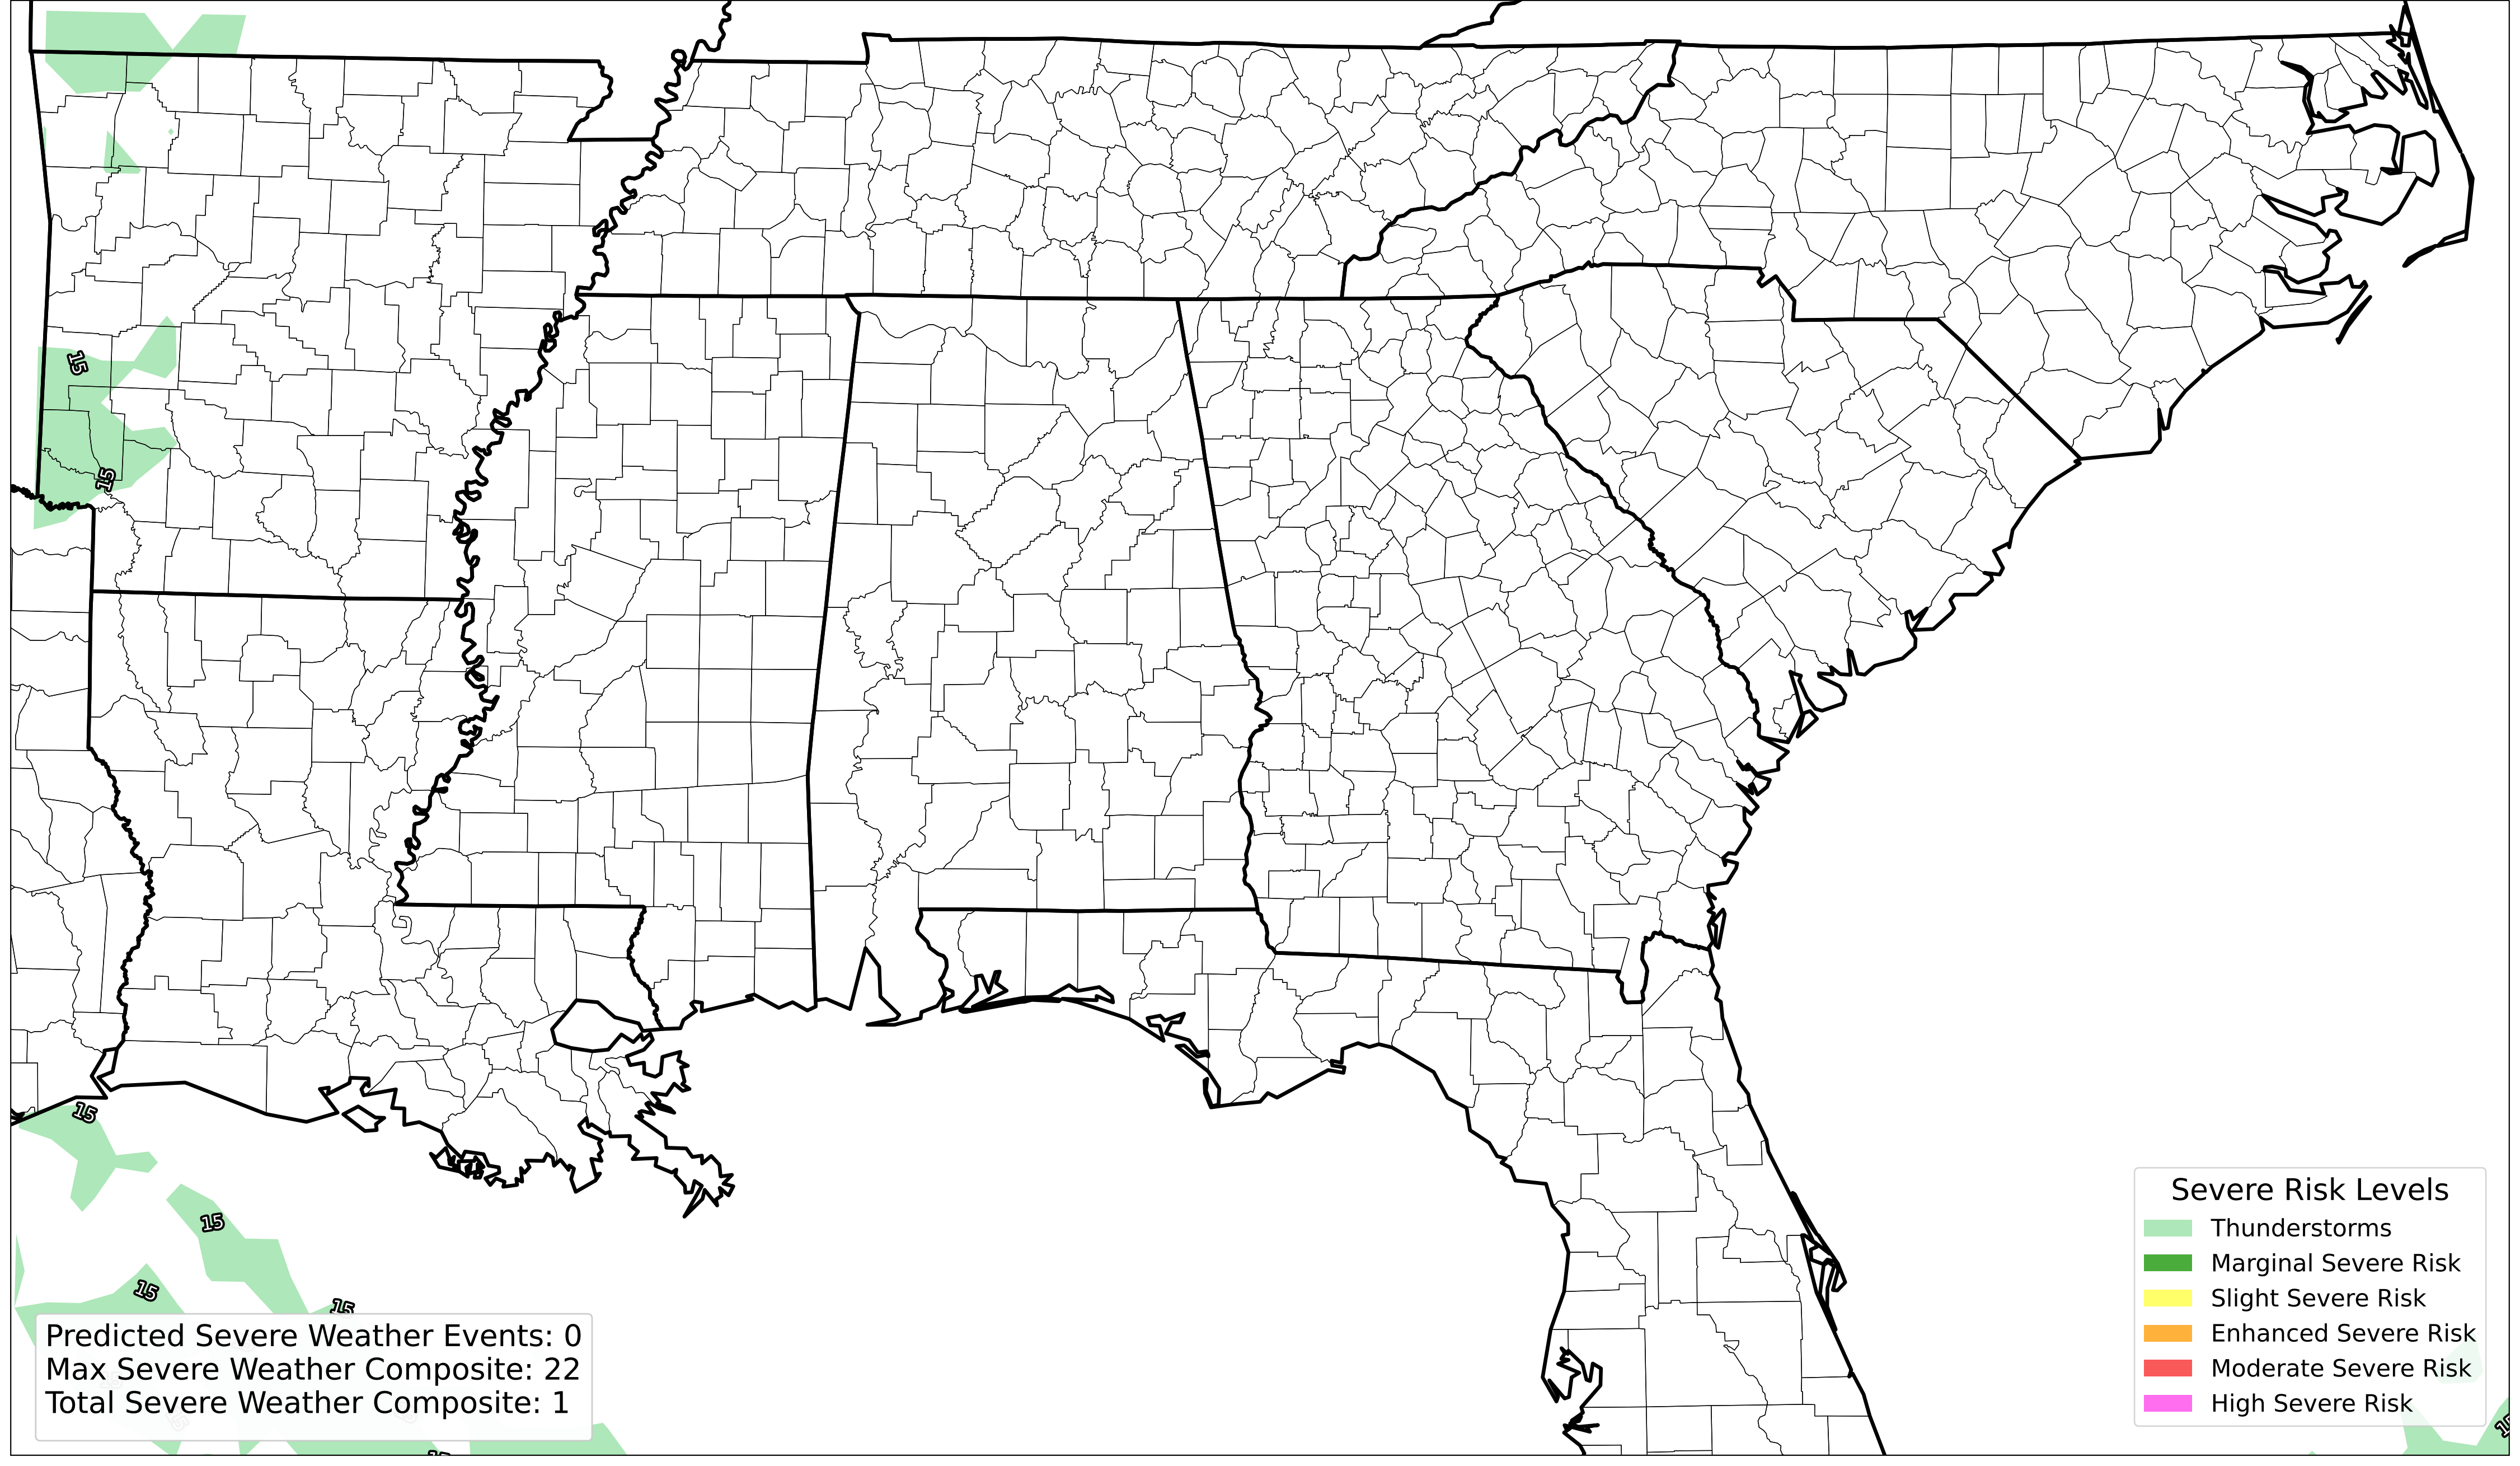 15
15
15
15
15
15
Predicted Severe Weather Events: 0
Max Severe Weather Composite: 22
Total Severe Weather Composite: 1
Severe Risk Levels
Thunderstorms
Marginal Severe Risk
Slight Severe Risk
Enhanced Severe Risk
Moderate Severe Risk
High Severe Risk